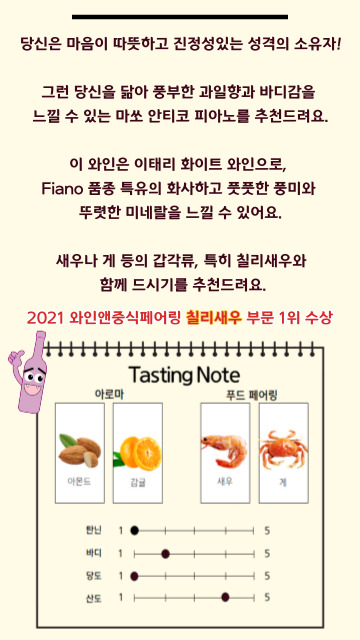 당신은 마음이 따뜻하고 진정성있는 성격의 소유자!
그런 당신을 닮아 풍부한 과일향과 바디감을
느낄 수 있는 마쏘 안티코 피아노를 추천드려요.
이 와인은 이태리 화이트 와인으로,
Fiano 품종 특유의 화사하고 풋풋한 풍미와
뚜렷한 미네랄을 느낄 수 있어요.
새우나 게 등의 갑각류, 특히 칠리새우와
함께 드시기를 추천드려요.
2021 와인앤중식페어링 칠리새우 부문 1위 수상
Tasting Note
아로마 푸드 페어링
아몬드 감귤 새우 게
탄닌 1 5
바디 1 5
당도 1 5
산도 1 5